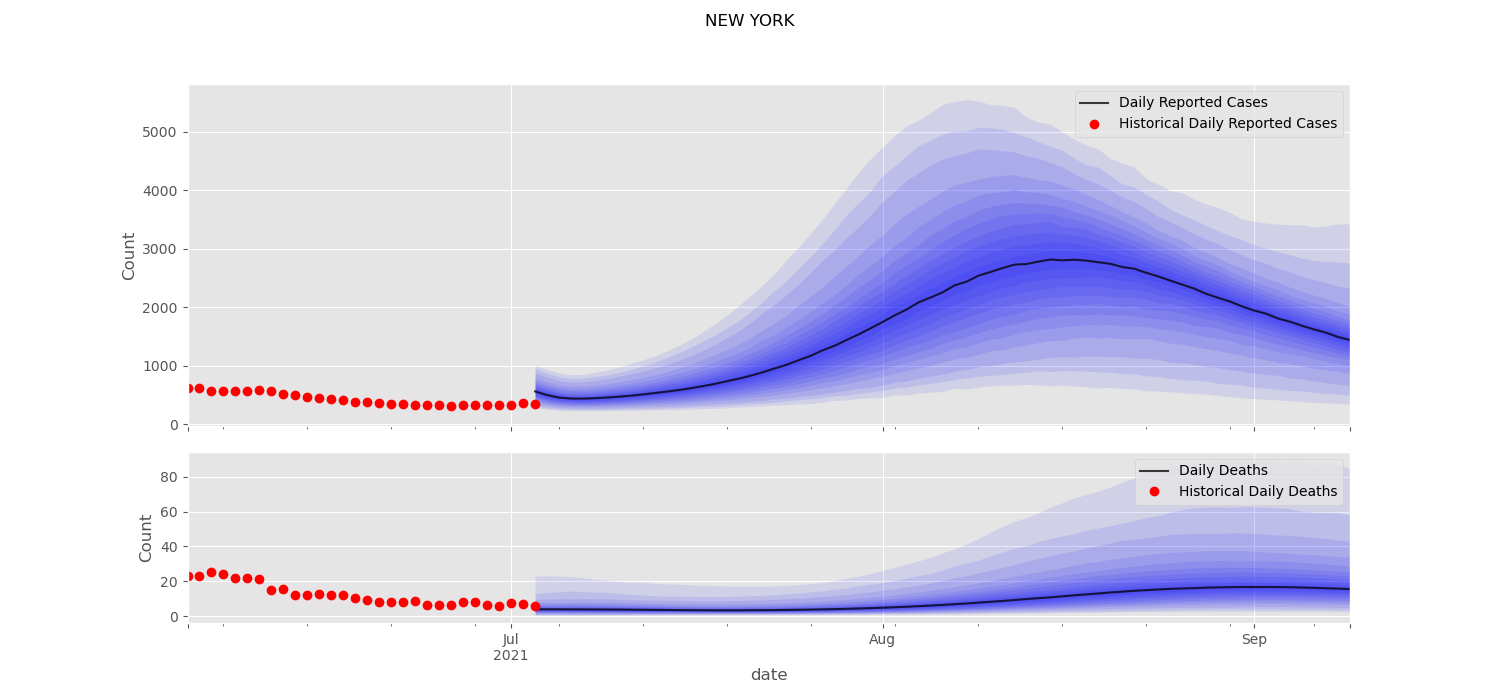 NEW YORK
5000
4000
3000
2000
1000
0
Count
Daily Reported Cases
Historical Daily Reported Cases
80
60
40
20
0
Count
Daily Deaths
Historical Daily Deaths
Jul
2021
Aug
Sep
date